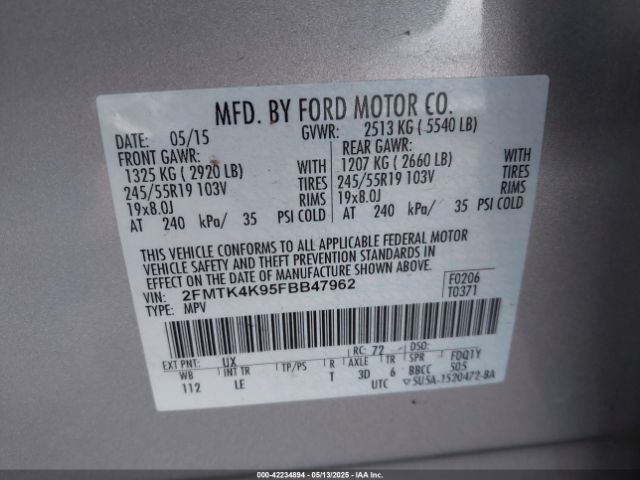 MFD. BY FORD MOTOR CO.
DATE: 05/15 GVWR: 2513 KG ( 5540 LB)
FRONT GAWR: REAR GAWR:
1325 KG ( 2920 LB) WITH 1207 KG ( 2660 LB) WITH
245/55R19 103V TIRES 245/55R19 103V TIRES
19x8.0J RIMS 19x8.0J RIMS
AT 240 kPa/ 35 PSI COLD AT 240 kPa/ 35 PSI COLD
THIS VEHICLE CONFORMS TO ALL APPLICABLE FEDERAL MOTOR
VEHICLE SAFETY AND THEFT PREVENTION STANDARDS IN
EFFECT ON THE DATE OF MANUFACTURE SHOWN ABOVE.
VIN: 2FMTK4K95FBB47962 F0206
TYPE: MPV T0371
EXT PNT: UX RC: 72 DSO: FDQ1Y
WB INT TR TP/PS R AXLE TR SPR 505
112 LE T 3D 6 BBCC
UTC ▽5U5A-1520472-BA
© COPART - 42234894 - 05/13/2025 - IAA Inc.